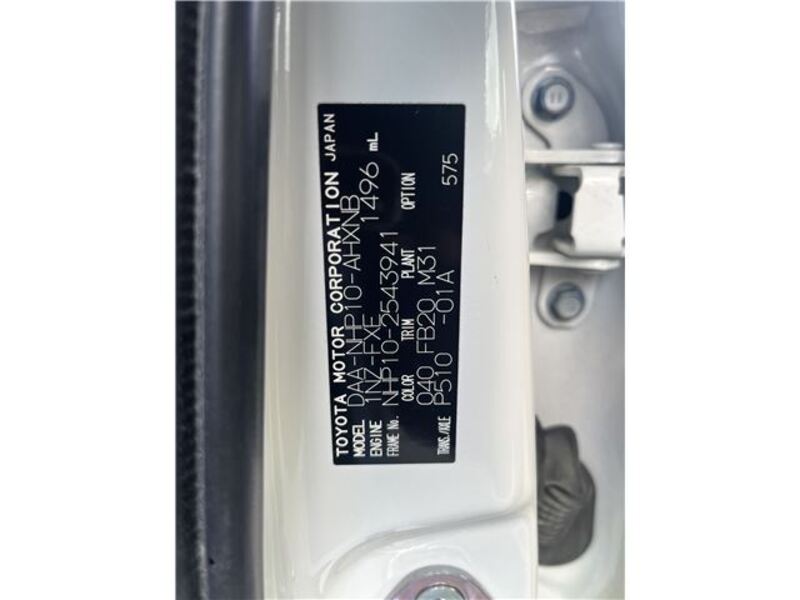 TOYOTA MOTOR CORPORATION JAPAN
MODEL DAA-NHP10-AHXNB
ENGINE 1NZ-FXE 1496 mL
FRAME No. NHP10-2543941
COLOR TRIM PLANT OPTION
040 FB20 M31 575
TRANS./AXLE P510 -01A